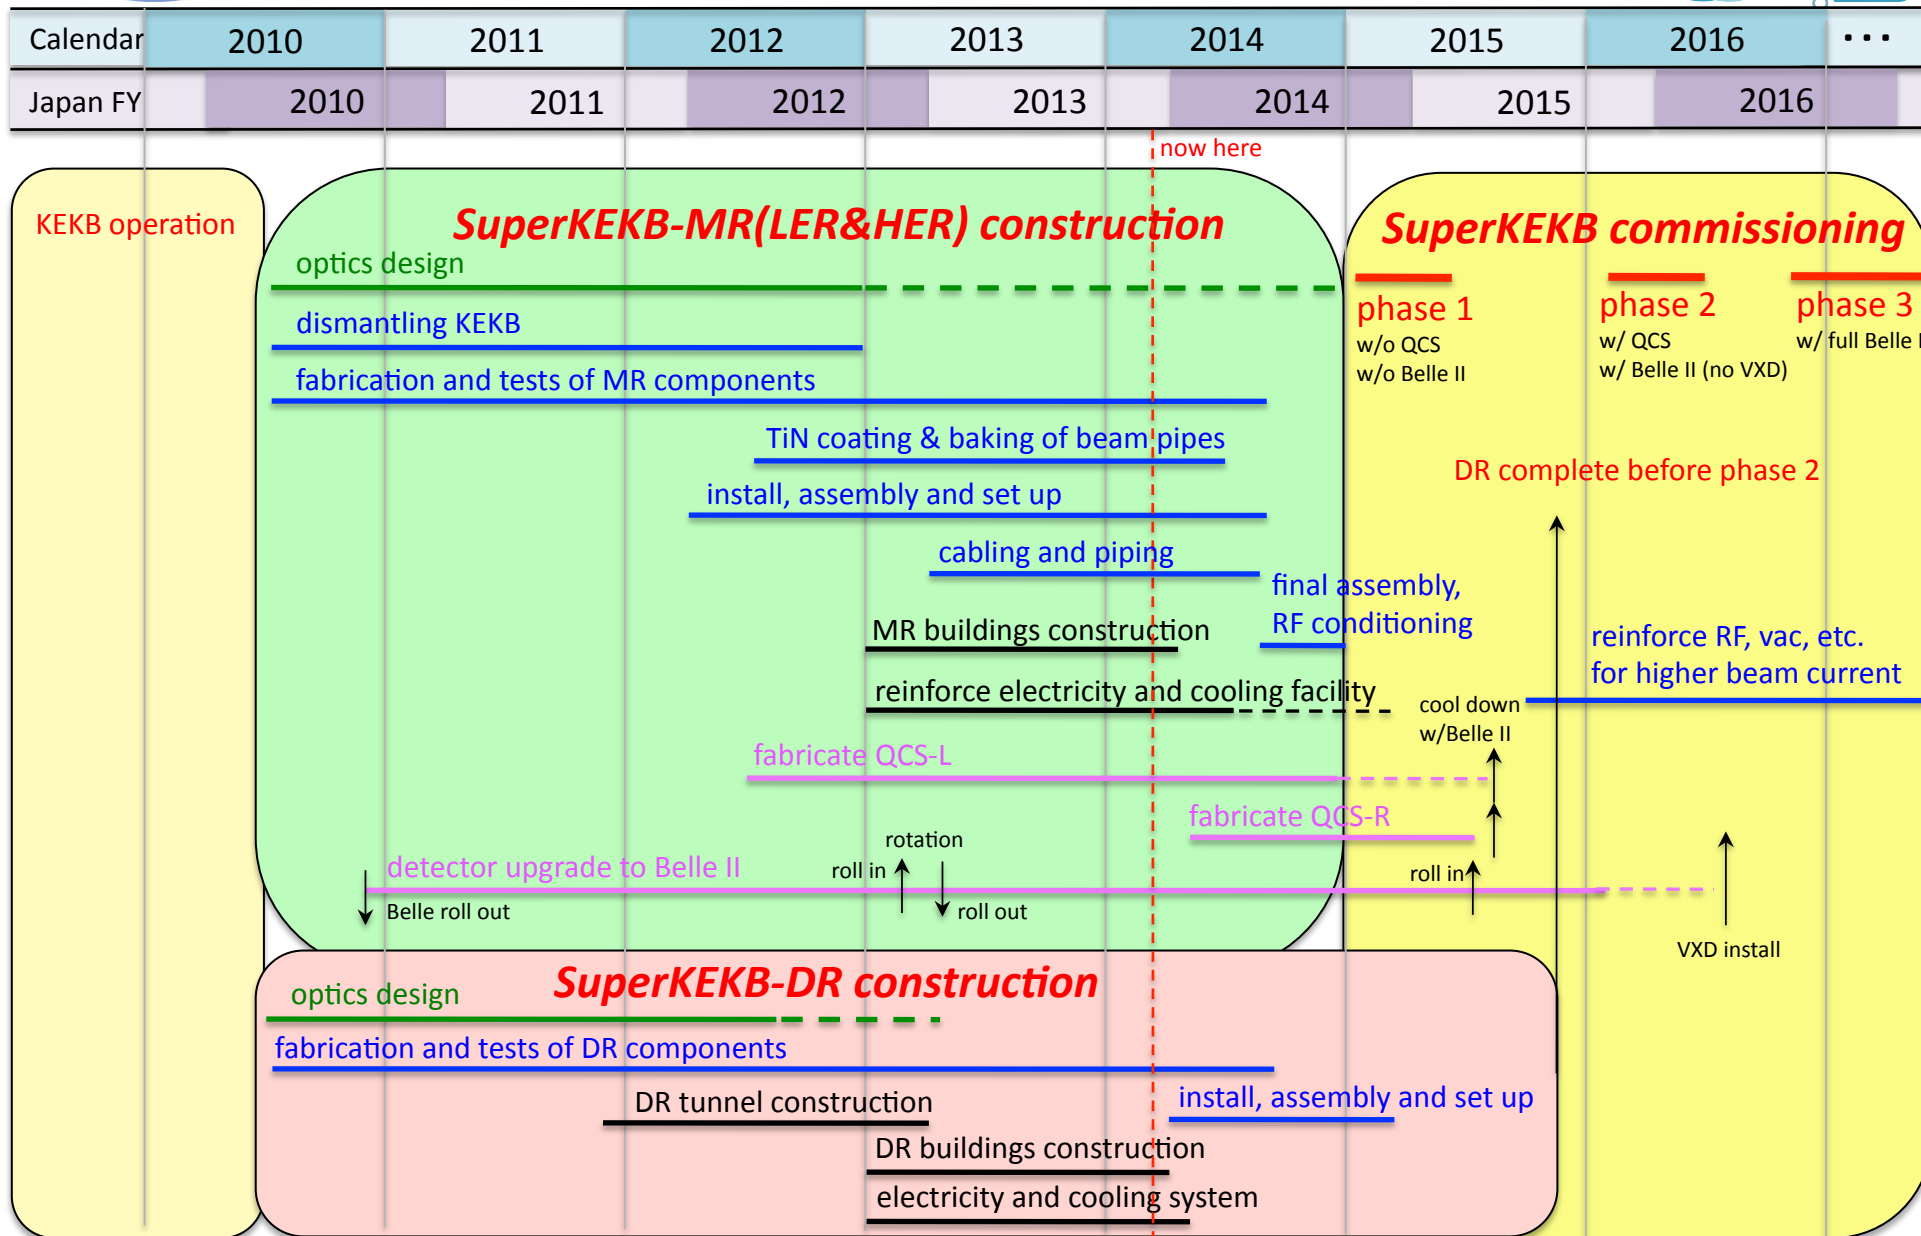 Calendar 2010 2011 2012 2013 2014 2015 2016 ...
Japan FY 2010 2011 2012 2013 2014 2015 2016
now here
KEKB operation
SuperKEKB-MR(LER&HER) construction
optics design
dismantling KEKB
fabrication and tests of MR components
TiN coating & baking of beam pipes
install, assembly and set up
cabling and piping
final assembly,
RF conditioning
MR buildings construction
reinforce electricity and cooling facility
fabricate QCS-L
fabricate QCS-R
detector upgrade to Belle II
Belle roll out
roll in
rotation
roll out
SuperKEKB commissioning
phase 1
w/o QCS
w/o Belle II
phase 2
w/ QCS
w/ Belle II (no VXD)
phase 3
w/ full Belle I
DR complete before phase 2
reinforce RF, vac, etc.
for higher beam current
cool down
w/Belle II
roll in
VXD install
SuperKEKB-DR construction
optics design
fabrication and tests of DR components
DR tunnel construction
install, assembly and set up
DR buildings construction
electricity and cooling system